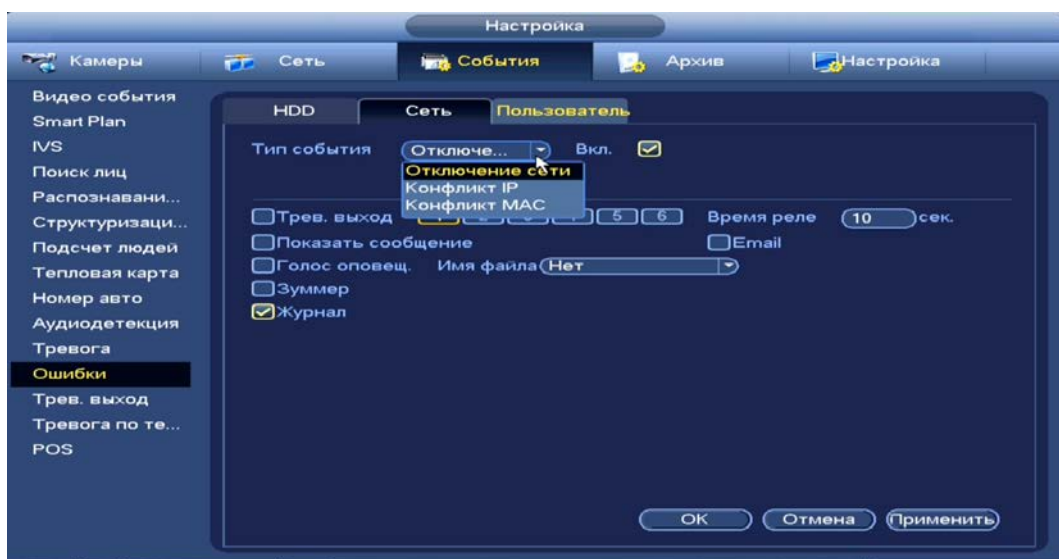 Настройка
Камеры Сеть События Архив Настройка
Видео события
Smart Plan
IVS
Поиск лиц
Распознавани...
Структуризаци...
Подсчет людей
Тепловая карта
Номер авто
Аудиодетекция
Тревога
Ошибки
Трев. выход
Тревога по те...
POS
HDD Сеть Пользователь
Тип события Отключе... Вкл.
Отключение сети
Конфликт IP
Конфликт MAC
Трев. выход 5 6 Время реле 10 сек.
Показать сообщение Email
Голос оповещ. Имя файла Нет
Зуммер
Журнал
OK Отмена Применить